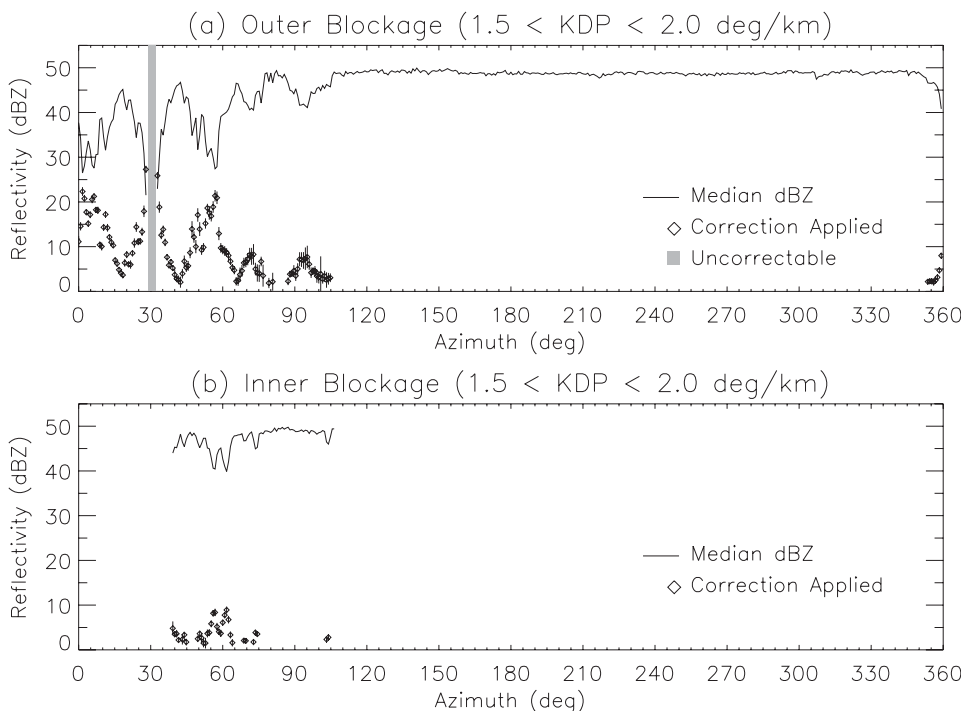 (a) Outer Blockage (1.5 < KDP < 2.0 deg/km)
Reflectivity (dBZ)
50
40
30
20
10
0
Median dBZ
Correction Applied
Uncorrectable
0 30 60 90 120 150 180 210 240 270 300 330 360
Azimuth (deg)
(b) Inner Blockage (1.5 < KDP < 2.0 deg/km)
Reflectivity (dBZ)
50
40
30
20
10
0
Median dBZ
Correction Applied
0 30 60 90 120 150 180 210 240 270 300 330 360
Azimuth (deg)